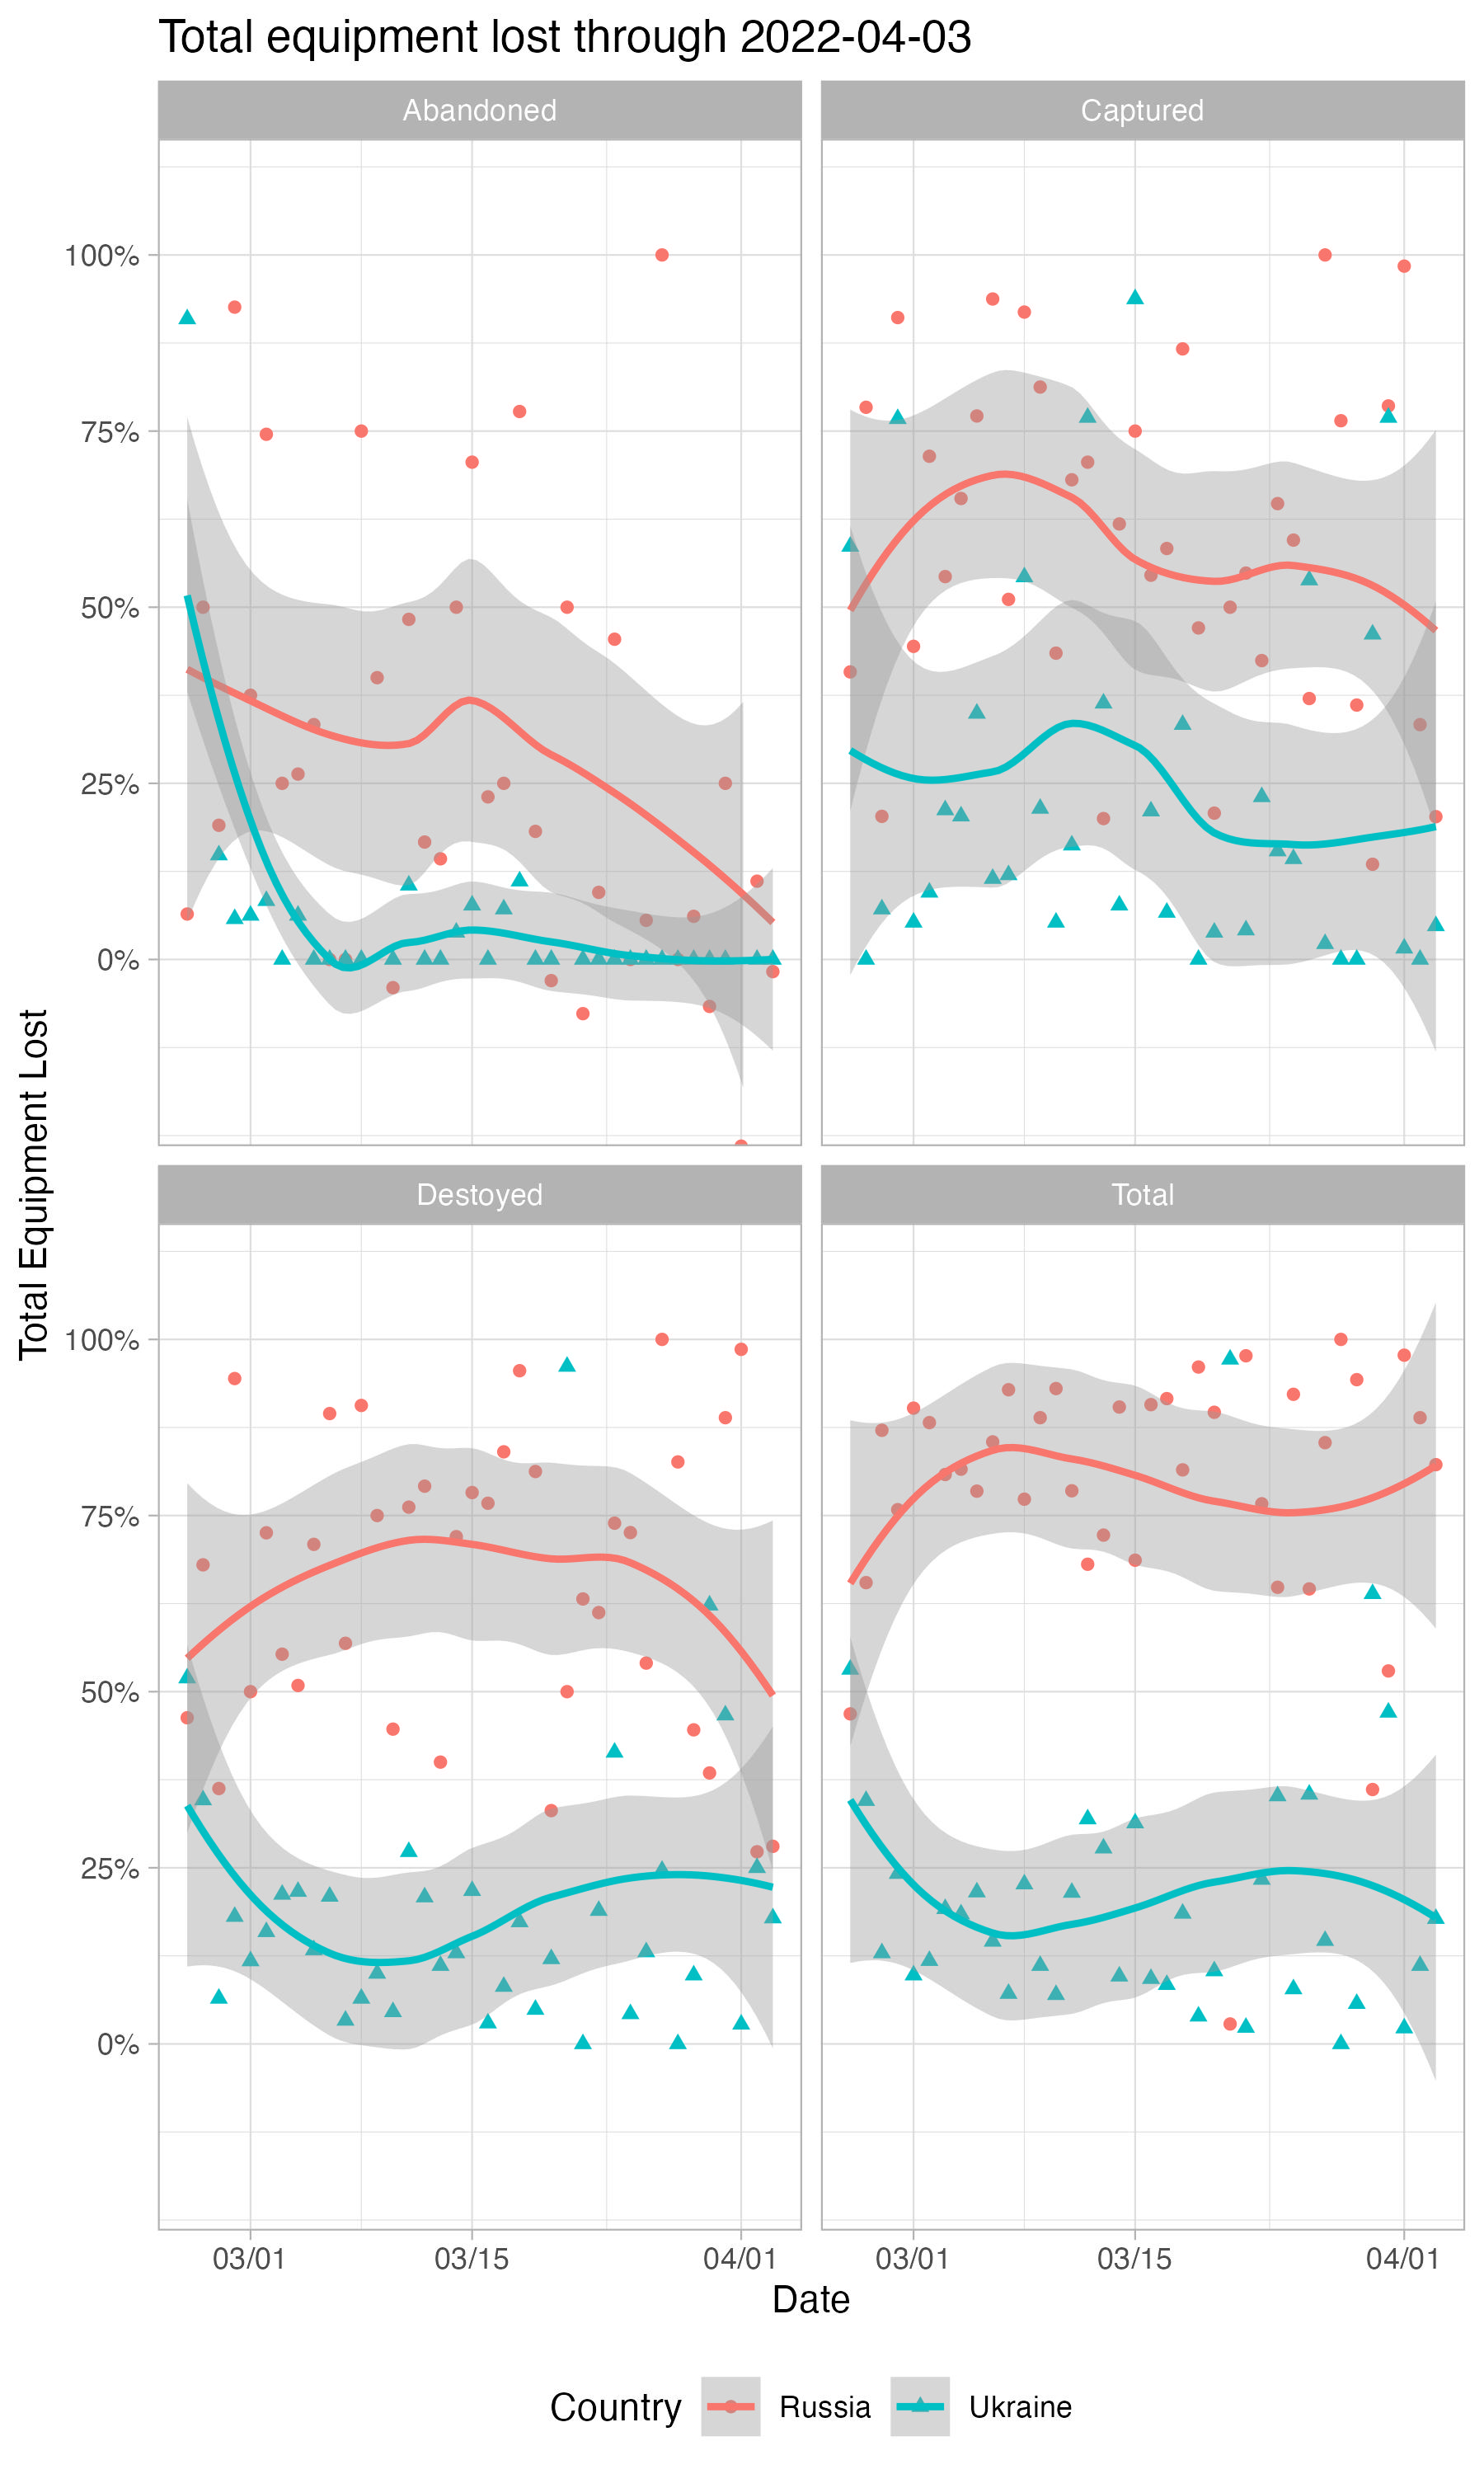 Total equipment lost through 2022-04-03
Abandoned
Captured
100%
75%
50%
25%
0%
Total Equipment Lost
Destoyed
Total
100%
75%
50%
25%
0%
03/01
03/15
04/01
03/01
03/15
04/01
Date
Country
Russia
Ukraine